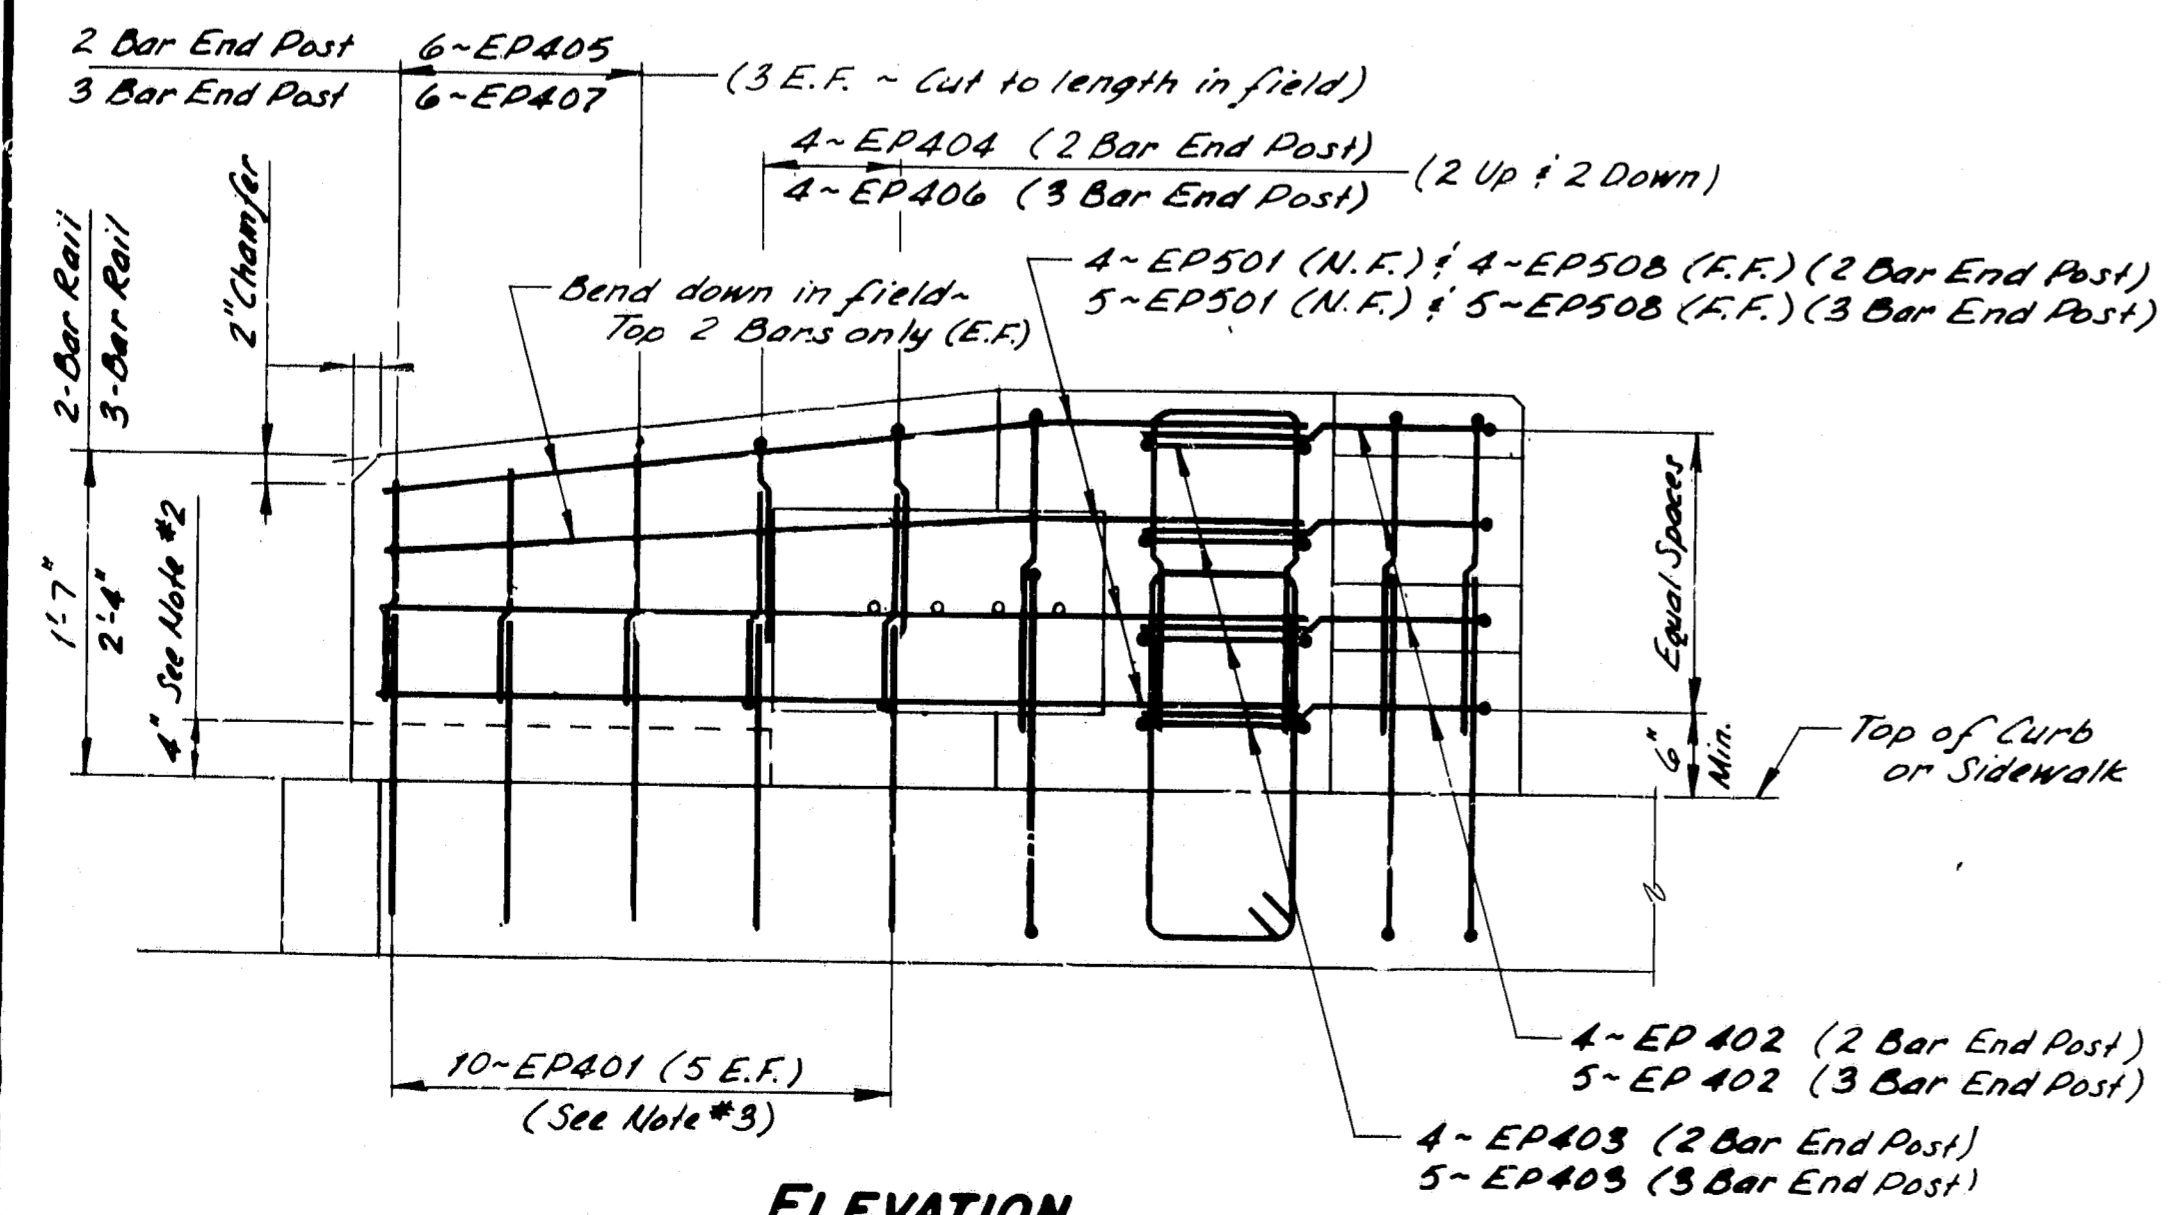 2 Bar End Post 6~EP405
3 Bar End Post 6~EP407
(3 E.F. ~ Cut to length in field)
4~EP404 (2 Bar End Post)
4~EP406 (3 Bar End Post)
(2 Up & 2 Down)
4~EP501 (N.F.) & 4~EP508 (F.F.) (2 Bar End Post)
5~EP501 (N.F.) & 5~EP508 (F.F.) (3 Bar End Post)
Bend down in field~
Top 2 Bars only (E.F.)
2-Bar Rail
3-Bar Rail
2" Chamfer
1'-7"
2'-4"
4" See Note #2
Equal Spaces
6"
Min.
Top of Curb
or Sidewalk
10~EP401 (5 E.F.)
(See Note #3)
4~EP 402 (2 Bar End Post)
5~EP 402 (3 Bar End Post)
4~ EP403 (2 Bar End Post)
5~ EP403 (3 Bar End Post)
ELEVATION